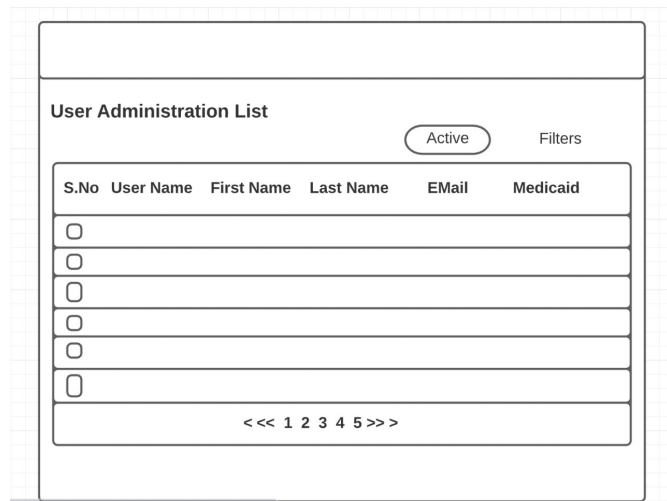 User Administration List
Active Filters
S.No User Name First Name Last Name EMail Medicaid
< << 1 2 3 4 5 >> >